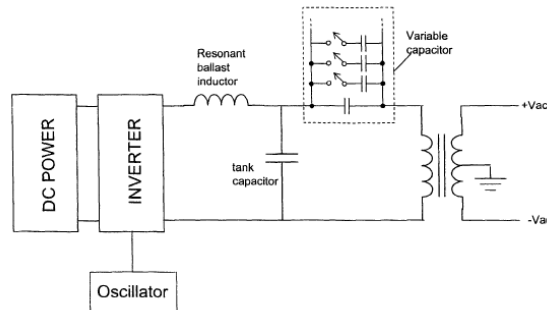 Variable
capacitor
Resonant
ballast
inductor
+Vac
DC POWER
INVERTER
tank
capacitor
-Vac
Oscillator